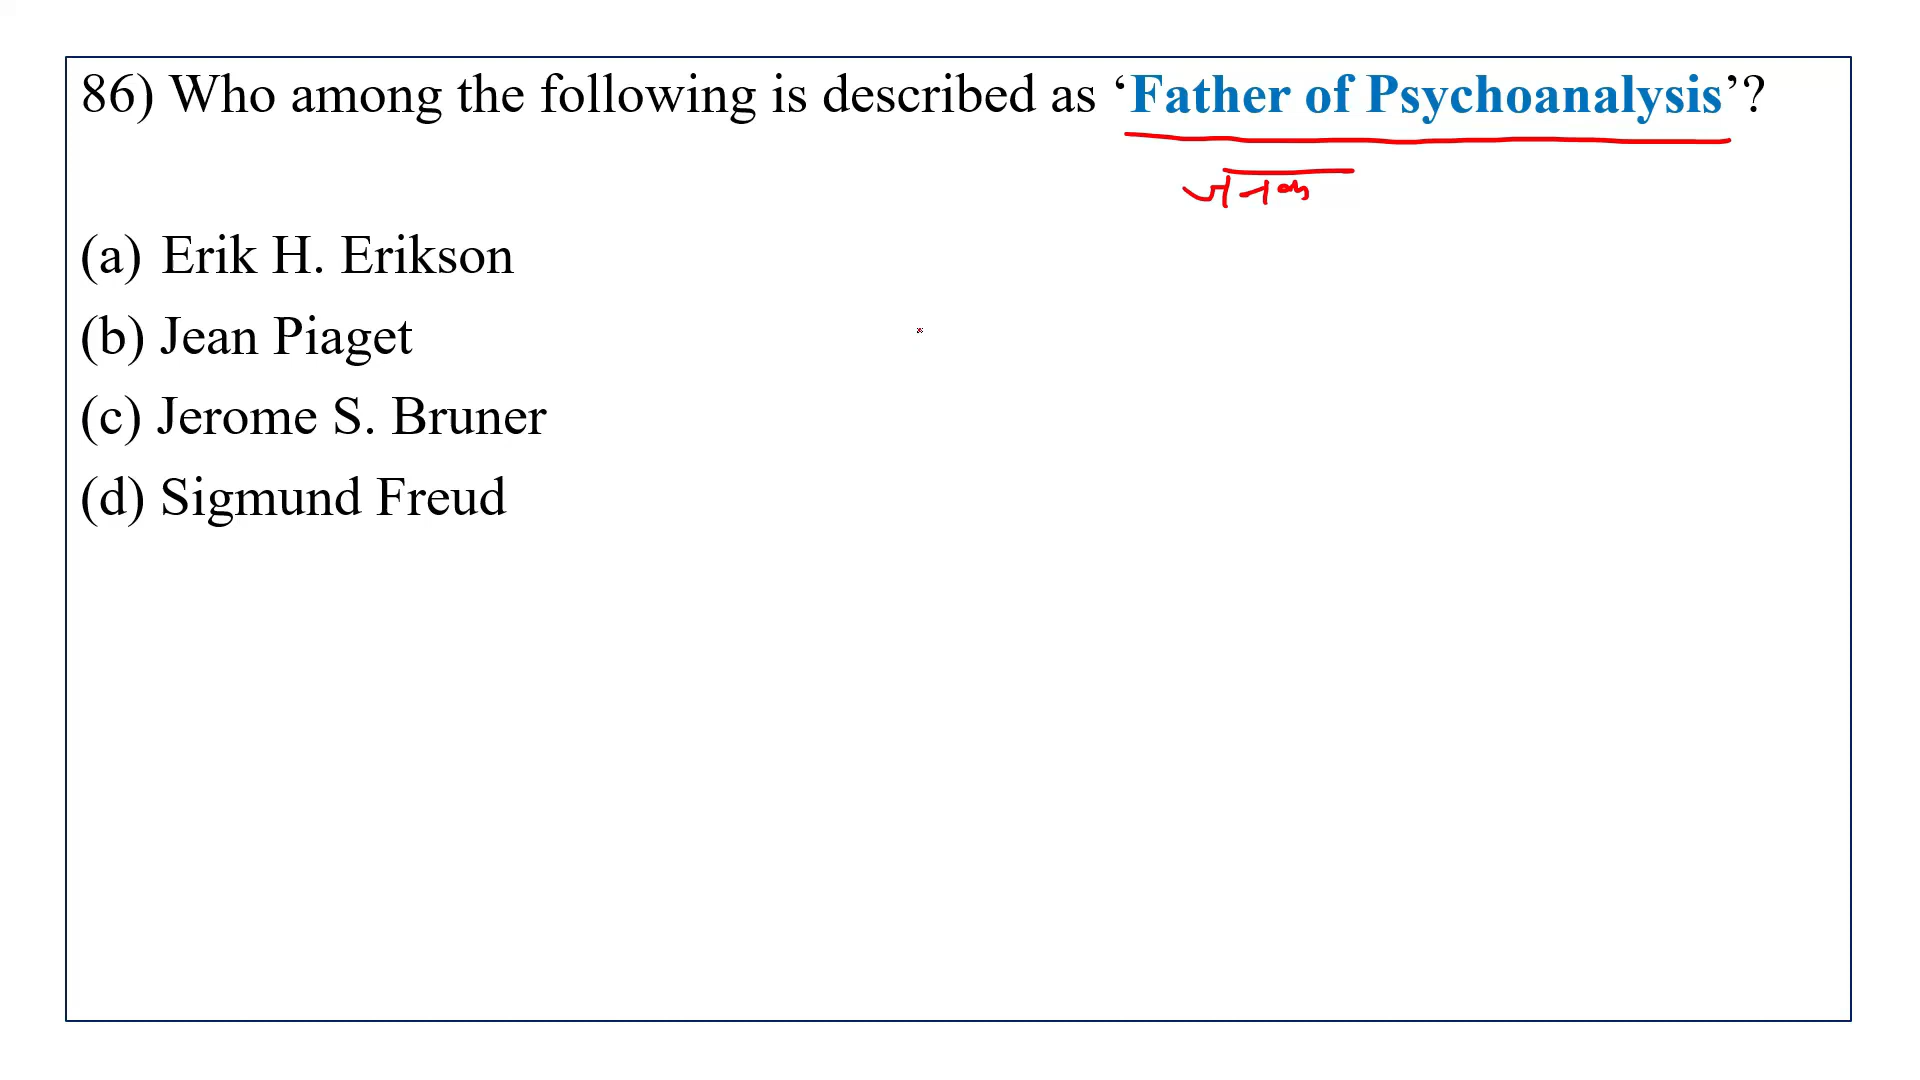 86) Who among the following is described as ‘Father of Psychoanalysis’?
जनक
(a) Erik H. Erikson
(b) Jean Piaget
(c) Jerome S. Bruner
(d) Sigmund Freud